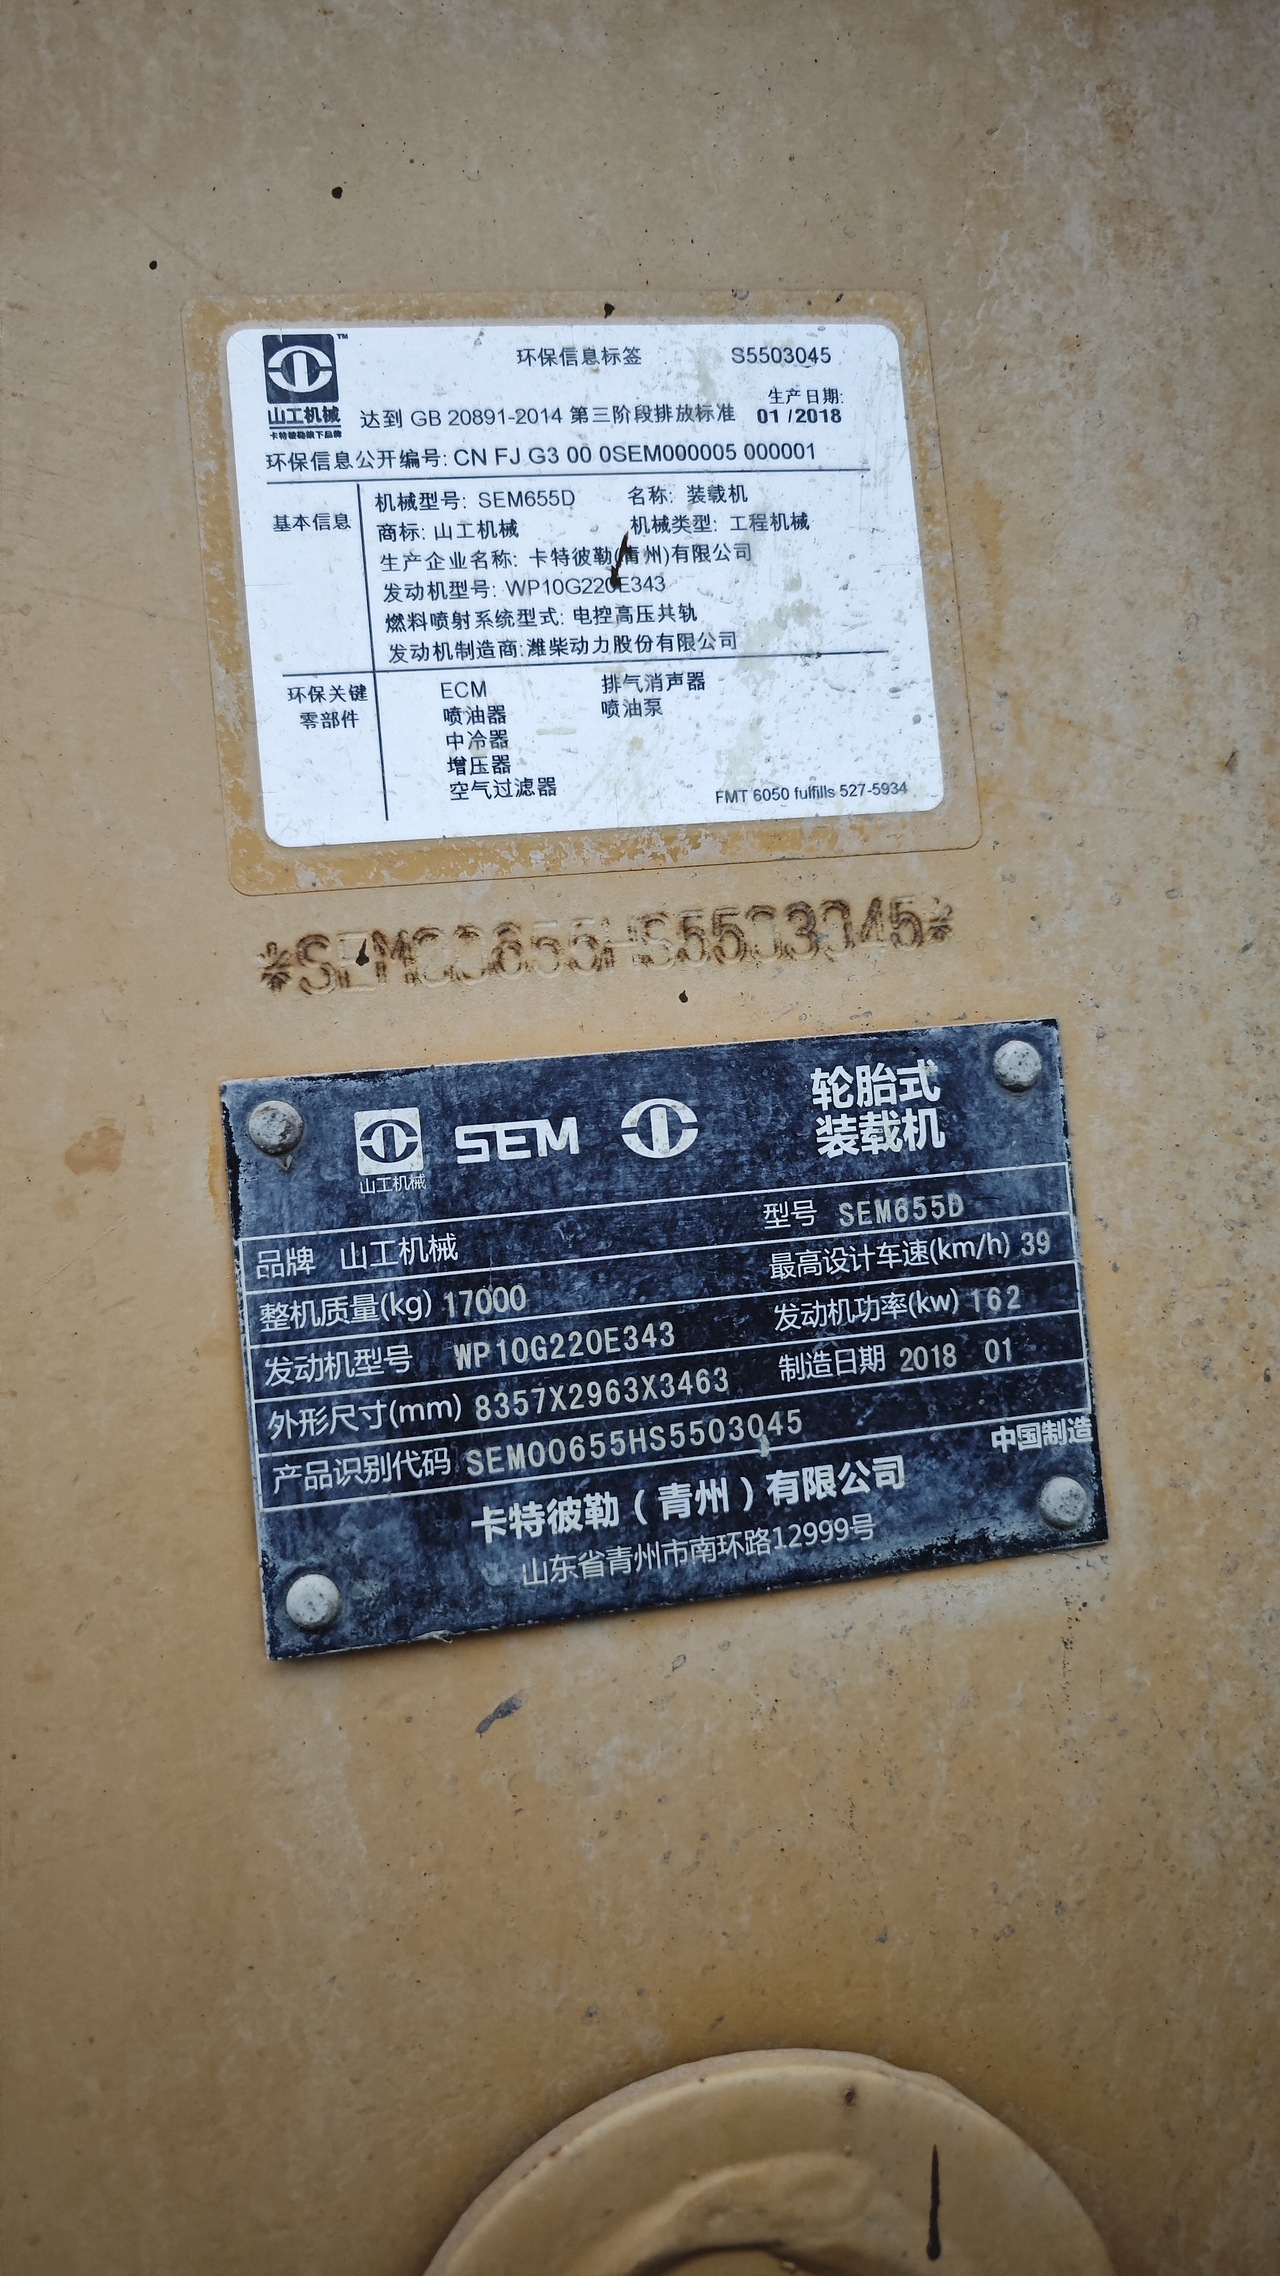 环保信息标签 S5503045
TM
山工机械
卡特彼勒旗下品牌
生产日期:
达到 GB 20891-2014 第三阶段排放标准 01 /2018
环保信息公开编号: CN FJ G3 00 0SEM000005 000001
基本信息
机械型号: SEM655D 名称: 装载机
商标: 山工机械 机械类型: 工程机械
生产企业名称: 卡特彼勒(青州)有限公司
发动机型号: WP10G220E343
燃料喷射系统型式: 电控高压共轨
发动机制造商:潍柴动力股份有限公司
环保关键
零部件
ECM 排气消声器
喷油器 喷油泵
中冷器
增压器
空气过滤器
FMT 6050 fulfills 527-5934
*SEM00655HS5503045*
山工机械
SEM
轮胎式
装载机
品牌 山工机械 型号 SEM655D
整机质量(kg) 17000 最高设计车速(km/h) 39
发动机型号 WP10G220E343 发动机功率(kw) 162
外形尺寸(mm) 8357X2963X3463 制造日期 2018 01
产品识别代码 SEM00655HS5503045
中国制造
卡特彼勒（青州）有限公司
山东省青州市南环路12999号